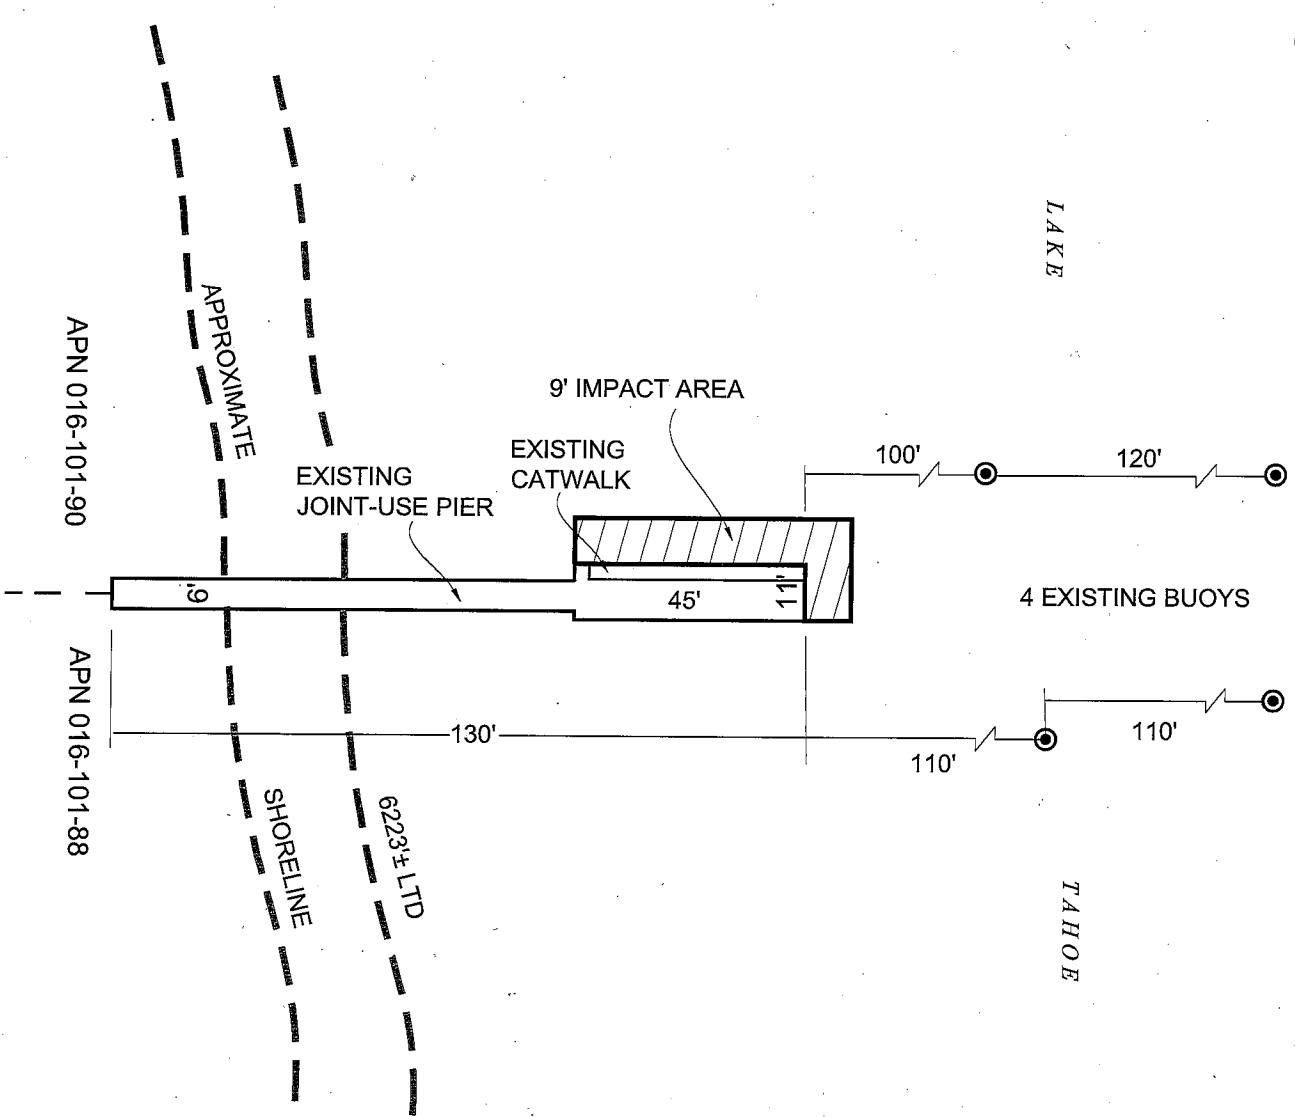 LAKE
APPROXIMATE
APN 016-101-90
9' IMPACT AREA
EXISTING
CATWALK
100'
120'
EXISTING
JOINT-USE PIER
6'
45'
11'
4 EXISTING BUOYS
APN 016-101-88
130'
110'
110'
SHORELINE
6223'± LTD
TAHOE